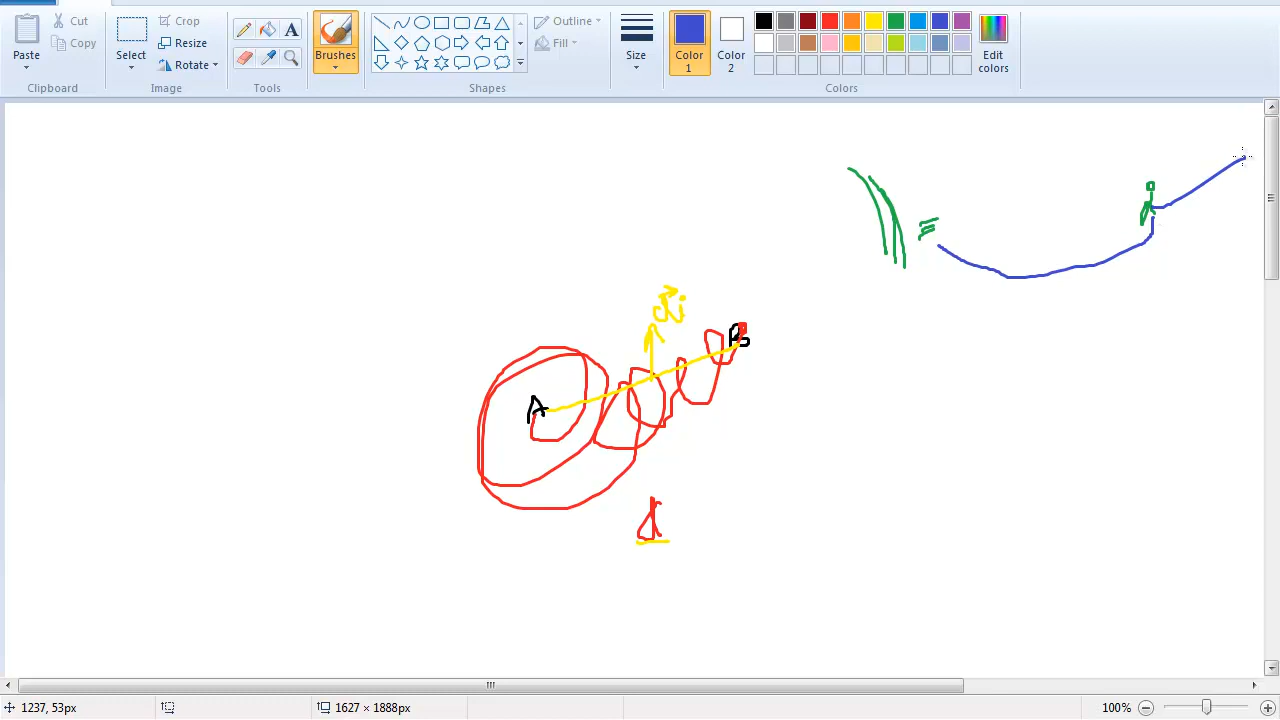 Paste
Cut
Copy
Clipboard
Select
Crop
Resize
Rotate
Image
Tools
Brushes
Shapes
Outline
Fill
Size
Color 1
Color 2
Edit colors
Colors
A
B
d
1237, 53px
1627 × 1888px
100%